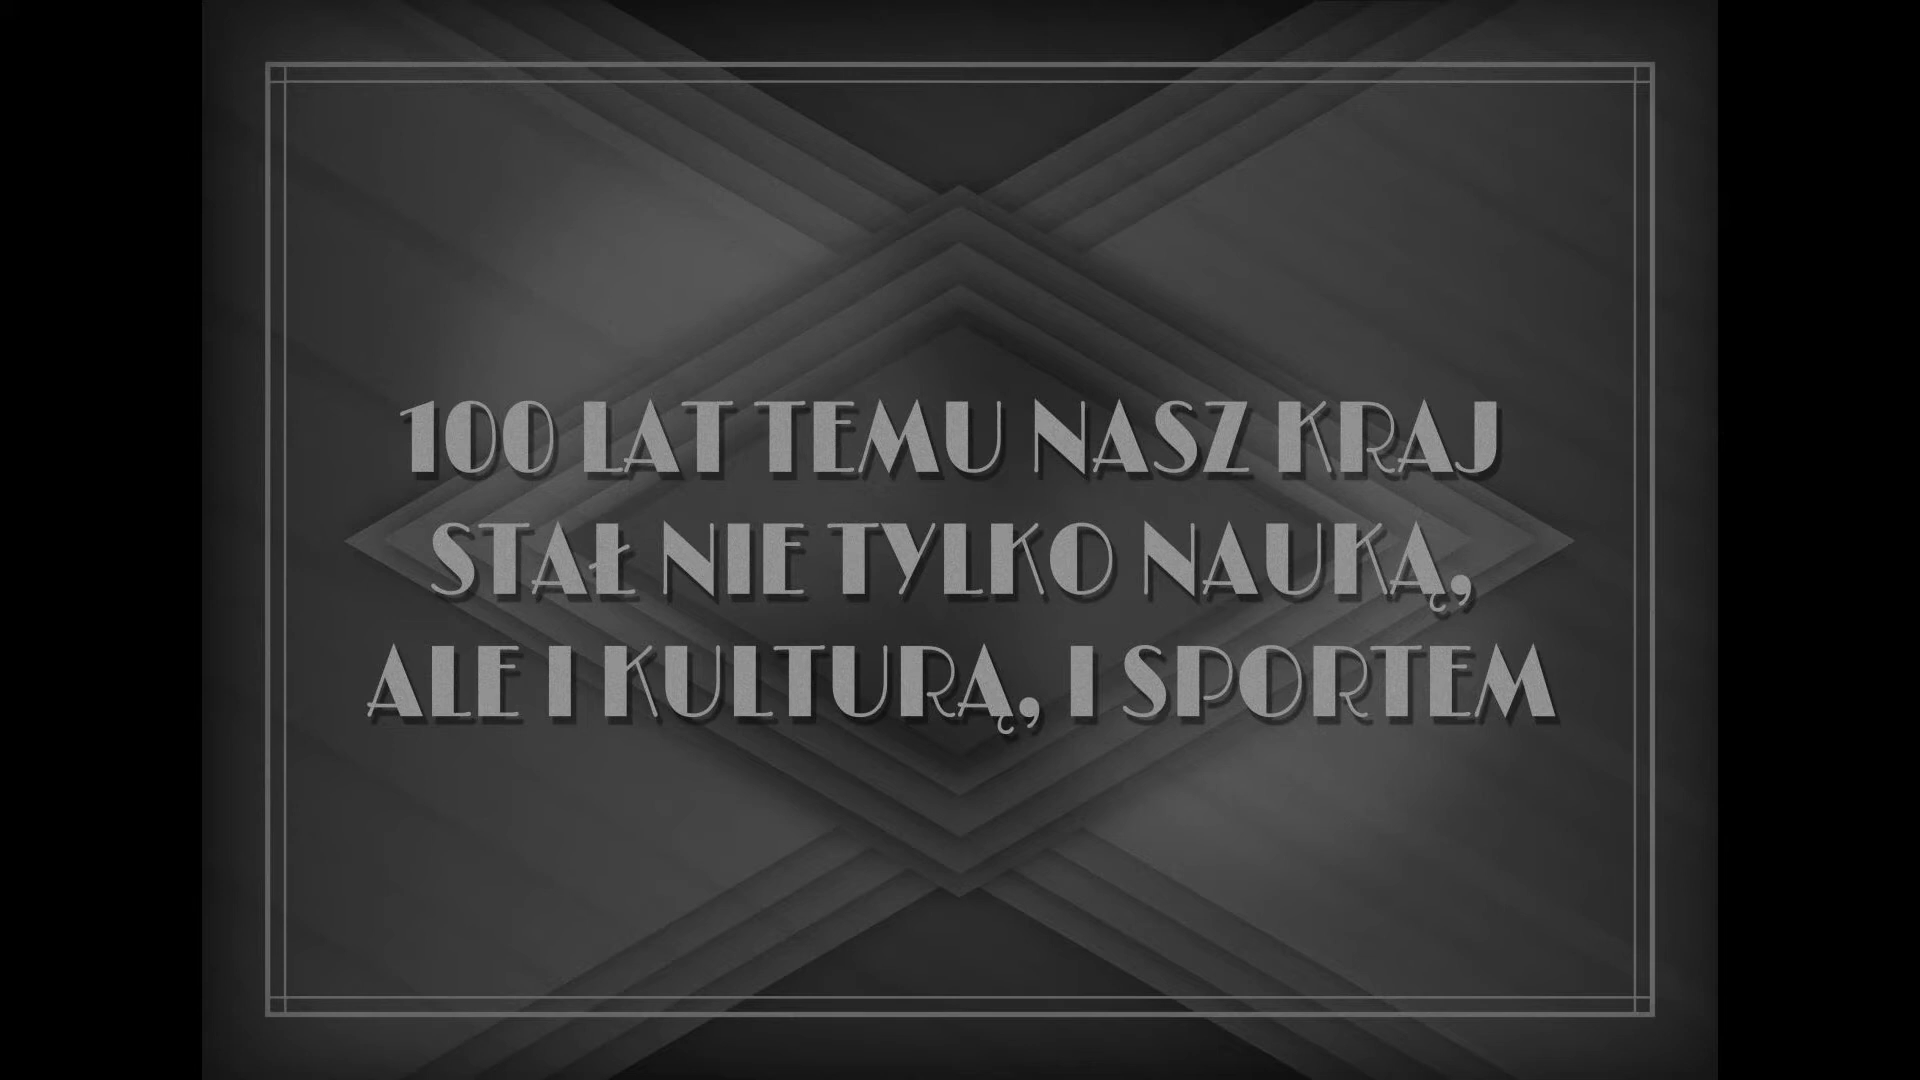 100 LAT TEMU NASZ KRAJ
STAŁ NIE TYLKO NAUKĄ,
ALE I KULTURĄ, I SPORTEM